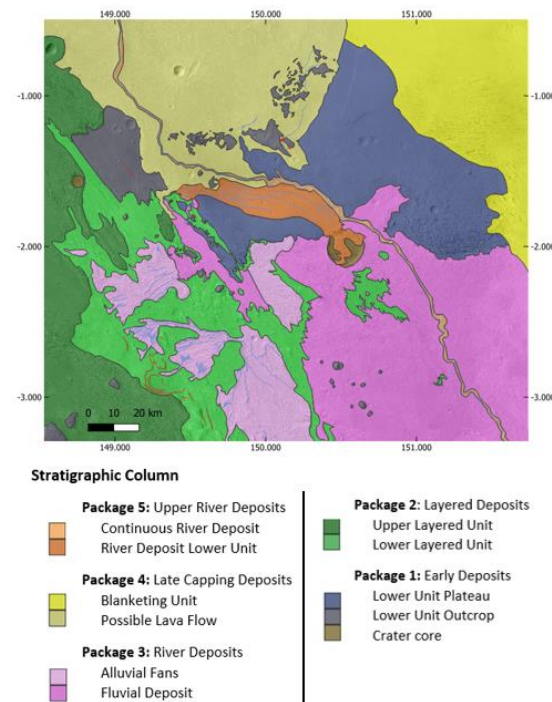 149.000 150.000 151.000
-1.000 -1.000
-2.000 -2.000
-3.000 -3.000
0 10 20 km
149.000 150.000 151.000
Stratigraphic Column
Package 5: Upper River Deposits
Continuous River Deposit
River Deposit Lower Unit
Package 4: Late Capping Deposits
Blanketing Unit
Possible Lava Flow
Package 3: River Deposits
Alluvial Fans
Fluvial Deposit
Package 2: Layered Deposits
Upper Layered Unit
Lower Layered Unit
Package 1: Early Deposits
Lower Unit Plateau
Lower Unit Outcrop
Crater core